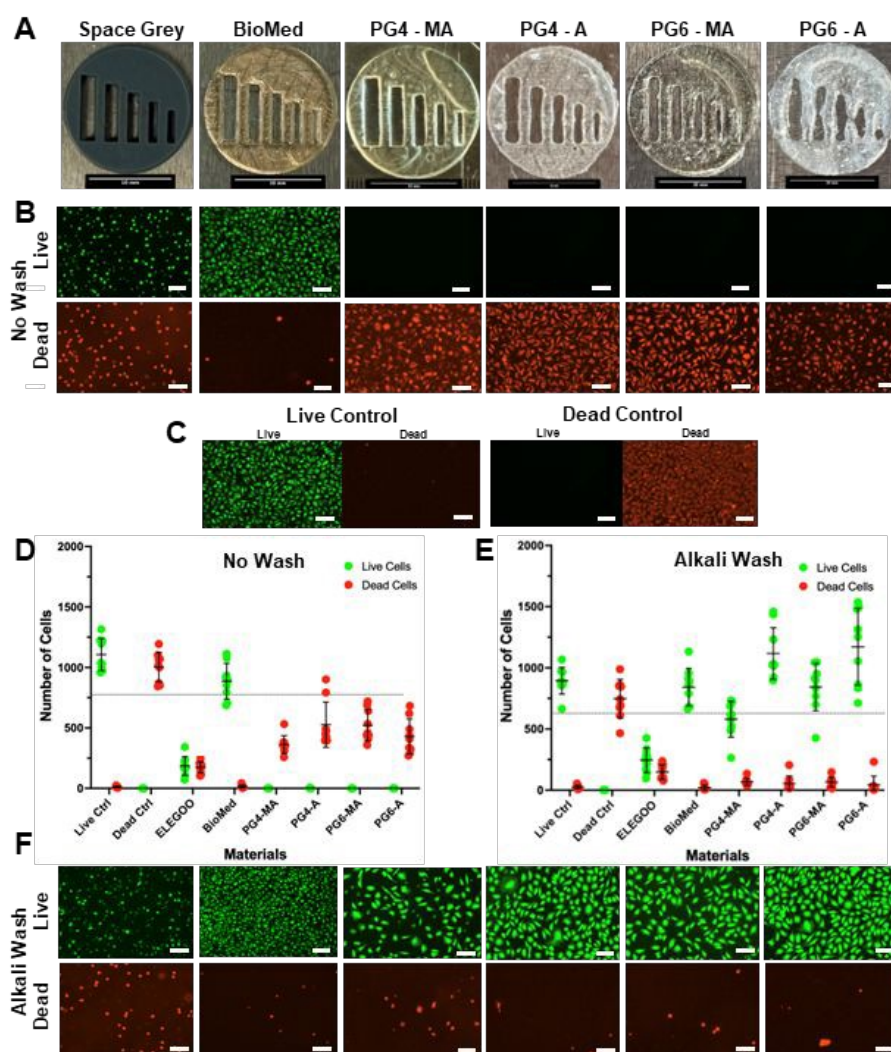 A
Space Grey BioMed PG4 - MA PG4 - A PG6 - MA PG6 - A
B
No Wash
Live
Dead
C
Live Control Dead Control
Live Dead Live Dead
D
No Wash
Live Cells
Dead Cells
Number of Cells
2000
1500
1000
500
0
Live Ctrl Dead Ctrl ELEGOO BioMed PG4-MA PG4-A PG6-MA PG6-A
Materials
E
Alkali Wash
Live Cells
Dead Cells
Number of Cells
2000
1500
1000
500
0
Live Ctrl Dead Ctrl ELEGOO BioMed PG4-MA PG4-A PG6-MA PG6-A
Materials
F
Alkali Wash
Live
Dead